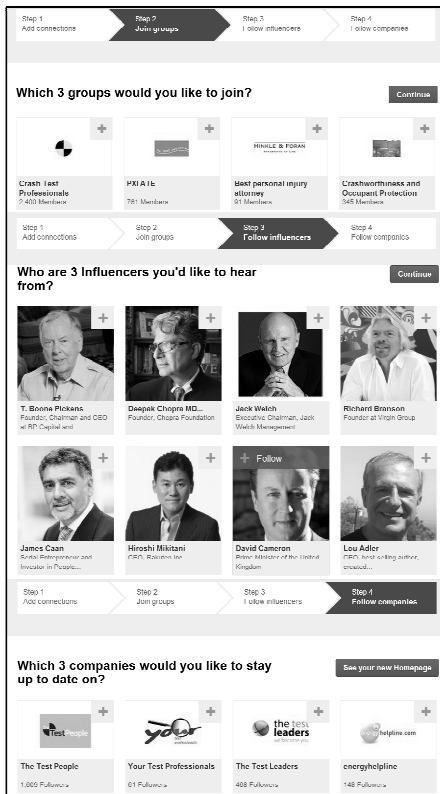 Step 1 Step 2 Step 3 Step 4
Add connections Join groups Follow influencers Follow companies
Which 3 groups would you like to join?
Continue
HINKLE & FORAN
Crash Test Professionals
2,400 Members
PXI ATE
761 Members
Best personal injury attorney
91 Members
Crashworthiness and Occupant Protection
345 Members
Step 1 Step 2 Step 3 Step 4
Add connections Join groups Follow influencers Follow companies
Who are 3 Influencers you'd like to hear
from?
Continue
T. Boone Pickens
Founder, Chairman and CEO
at BP Capital and
Deepak Chopra MD...
Founder, Chopra Foundation
Jack Welch
Executive Chairman, Jack
Welch Management
Richard Branson
Founder at Virgin Group
Follow
James Caan
Serial Entrepreneur and
Investor in People...
Hiroshi Mikitani
CEO, Rakuten Inc
David Cameron
Prime Minister of the United
Kingdom
Lou Adler
CEO, best-selling author,
created...
Step 1 Step 2 Step 3 Step 4
Add connections Join groups Follow influencers Follow companies
Which 3 companies would you like to stay
up to date on?
See your new Homepage
TestPeople
your
the test
leaders
energyhelpline.com
The Test People
1,009 Followers
Your Test Professionals
61 Followers
The Test Leaders
468 Followers
energyhelpline
148 Followers